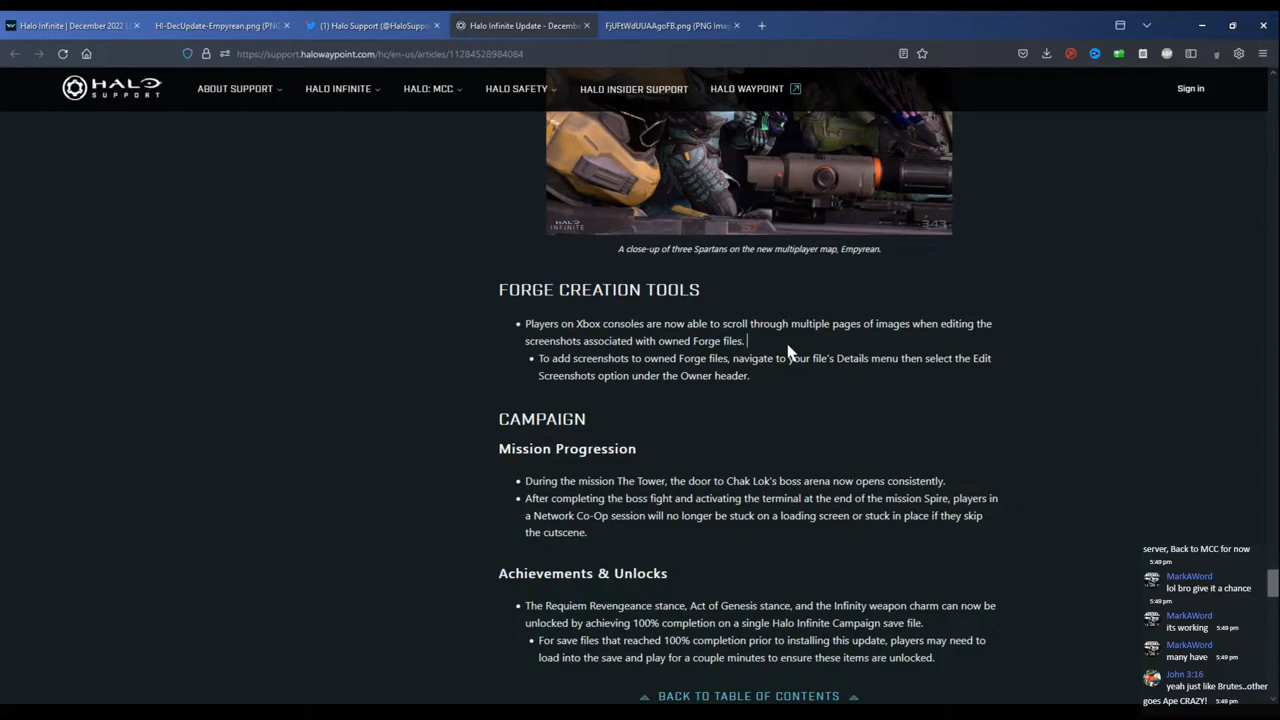 Halo Infinite | December 2022 U
HI-DecUpdate-Empyrean.png (PNG
(1) Halo Support (@HaloSuppo
Halo Infinite Update - Decembe
FjUFtWdUUAAgoFB.png (PNG Imag
https://support.halowaypoint.com/hc/en-us/articles/11284528984084
HALO
SUPPORT
ABOUT SUPPORT
HALO INFINITE
HALO: MCC
HALO SAFETY
HALO INSIDER SUPPORT
HALO WAYPOINT
Sign in
HALO
INFINITE
343
A close-up of three Spartans on the new multiplayer map, Empyrean.
FORGE CREATION TOOLS
• Players on Xbox consoles are now able to scroll through multiple pages of images when editing the
screenshots associated with owned Forge files.
• To add screenshots to owned Forge files, navigate to your file's Details menu then select the Edit
Screenshots option under the Owner header.
CAMPAIGN
Mission Progression
• During the mission The Tower, the door to Chak Lok's boss arena now opens consistently.
• After completing the boss fight and activating the terminal at the end of the mission Spire, players in
a Network Co-Op session will no longer be stuck on a loading screen or stuck in place if they skip
the cutscene.
Achievements & Unlocks
• The Requiem Revengeance stance, Act of Genesis stance, and the Infinity weapon charm can now be
unlocked by achieving 100% completion on a single Halo Infinite Campaign save file.
• For save files that reached 100% completion prior to installing this update, players may need to
load into the save and play for a couple minutes to ensure these items are unlocked.
BACK TO TABLE OF CONTENTS
server, Back to MCC for now
5:49 pm
MarkAWord
lol bro give it a chance
5:49 pm
MarkAWord
its working 5:49 pm
MarkAWord
many have 5:49 pm
John 3:16
yeah just like Brutes..other
goes Ape CRAZY! 5:49 pm